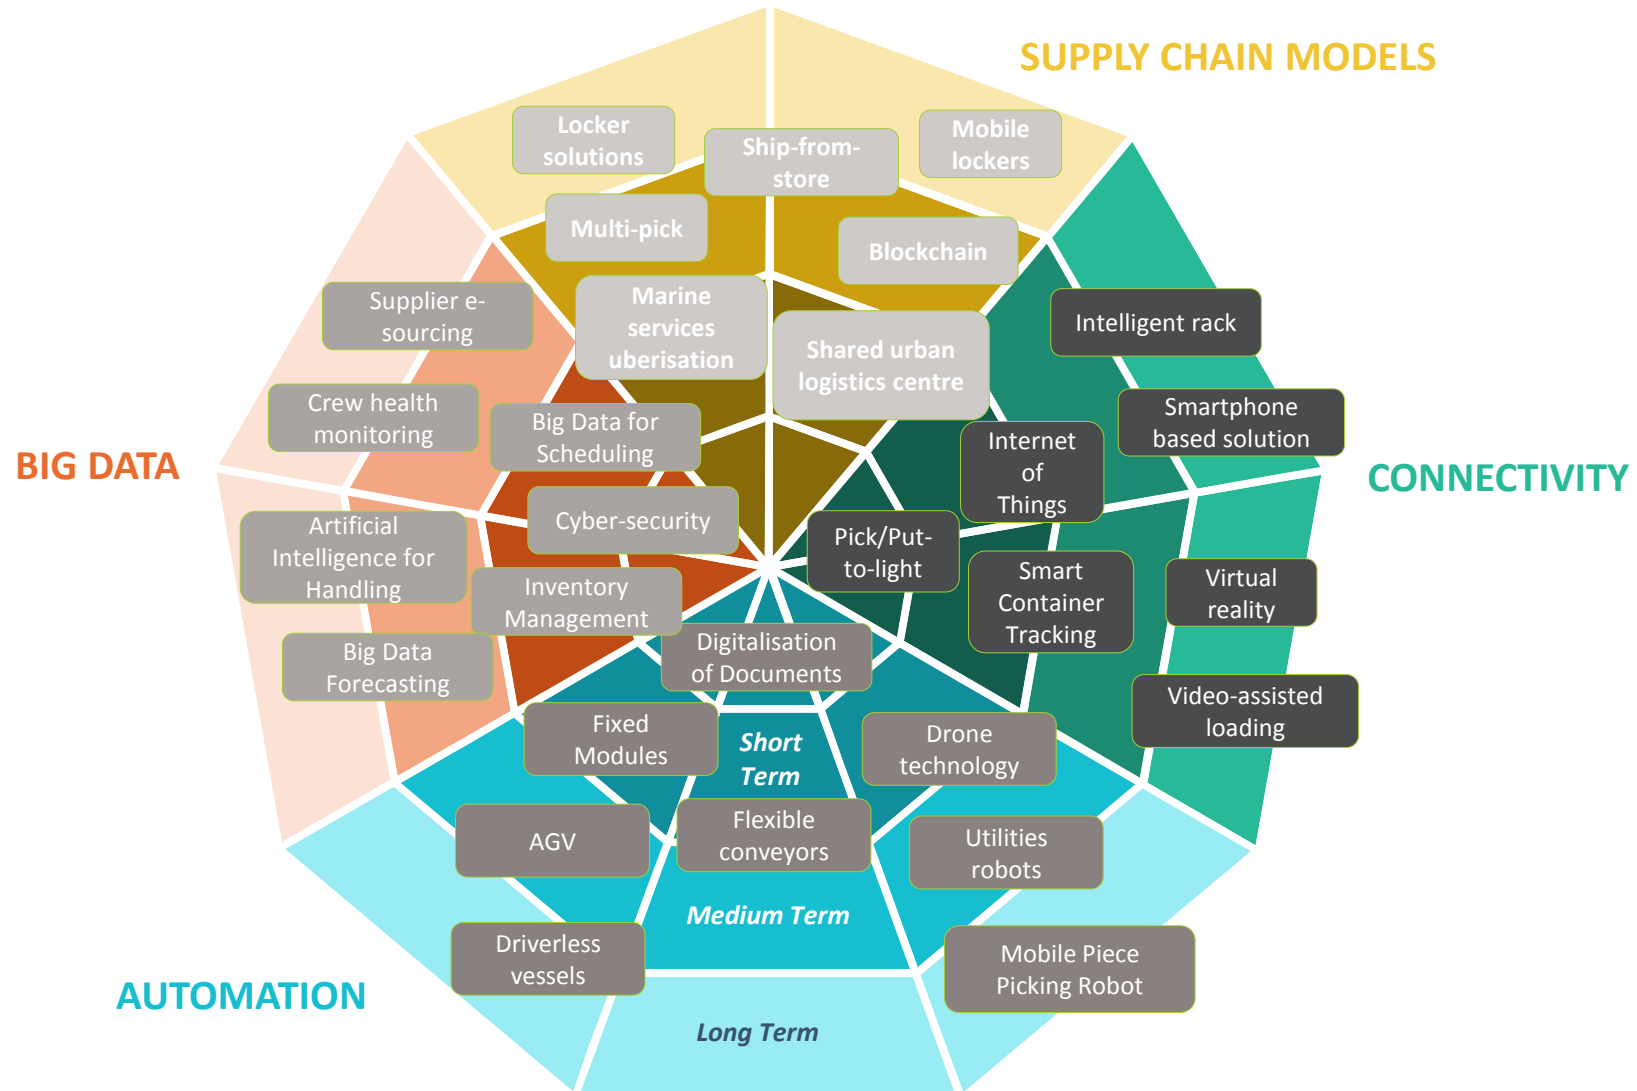 SUPPLY CHAIN MODELS
Locker
solutions
Ship-from-
store
Mobile
lockers
Multi-pick
Blockchain
Marine
services
uberisation
Shared urban
logistics centre
BIG DATA
Supplier e-
sourcing
Crew health
monitoring
Big Data for
Scheduling
Cyber-security
Artificial
Intelligence for
Handling
Inventory
Management
Big Data
Forecasting
CONNECTIVITY
Intelligent rack
Smartphone
based solution
Internet
of
Things
Pick/Put-
to-light
Smart
Container
Tracking
Virtual
reality
Video-assisted
loading
AUTOMATION
Digitalisation
of Documents
Fixed
Modules
Short
Term
Drone
technology
AGV
Flexible
conveyors
Utilities
robots
Medium Term
Driverless
vessels
Mobile Piece
Picking Robot
Long Term